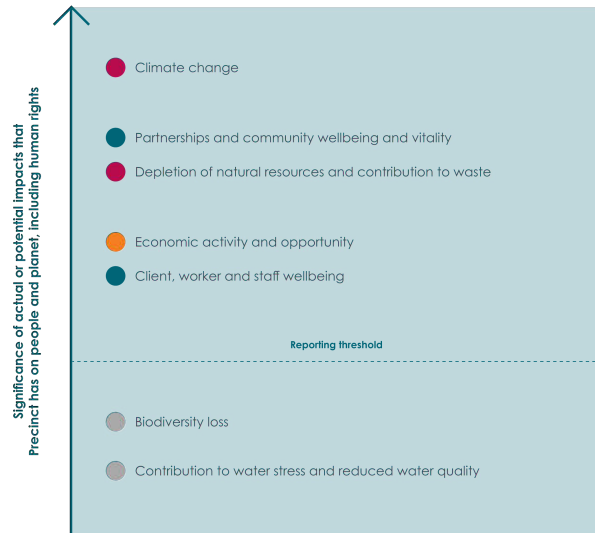 Significance of actual or potential impacts that
Precinct has on people and planet, including human rights
Climate change
Partnerships and community wellbeing and vitality
Depletion of natural resources and contribution to waste
Economic activity and opportunity
Client, worker and staff wellbeing
Reporting threshold
Biodiversity loss
Contribution to water stress and reduced water quality